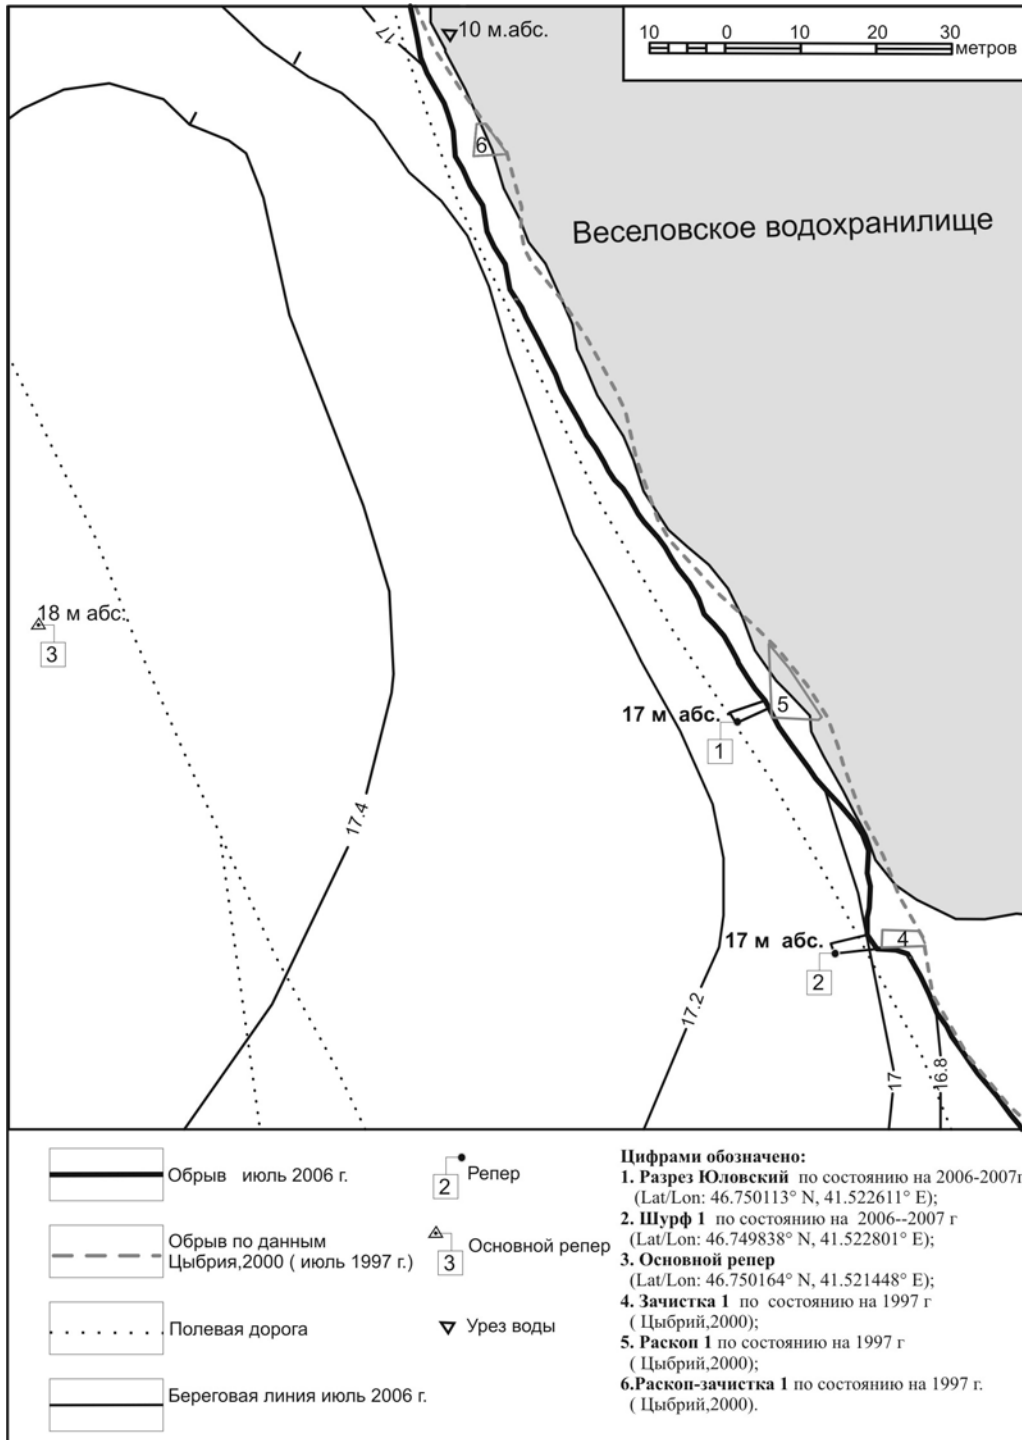 17
10 м.абс.
10 0 10 20 30
метров
6
Веселовское водохранилище
18 м абс.
3
5
17 м абс.
1
17.4
4
17 м абс.
2
17.2
17
16.8
Обрыв июль 2006 г.
Обрыв по данным
Цыбрия,2000 ( июль 1997 г.)
Полевая дорога
Береговая линия июль 2006 г.
2
Репер
3
Основной репер
Урез воды
Цифрами обозначено:
1. Разрез Юловский по состоянию на 2006-2007г
(Lat/Lon: 46.750113° N, 41.522611° E);
2. Шурф 1 по состоянию на 2006--2007 г
(Lat/Lon: 46.749838° N, 41.522801° E);
3. Основной репер
(Lat/Lon: 46.750164° N, 41.521448° E);
4. Зачистка 1 по состоянию на 1997 г
( Цыбрий,2000);
5. Раскоп 1 по состоянию на 1997 г
( Цыбрий,2000);
6.Раскоп-зачистка 1 по состоянию на 1997 г.
( Цыбрий,2000).